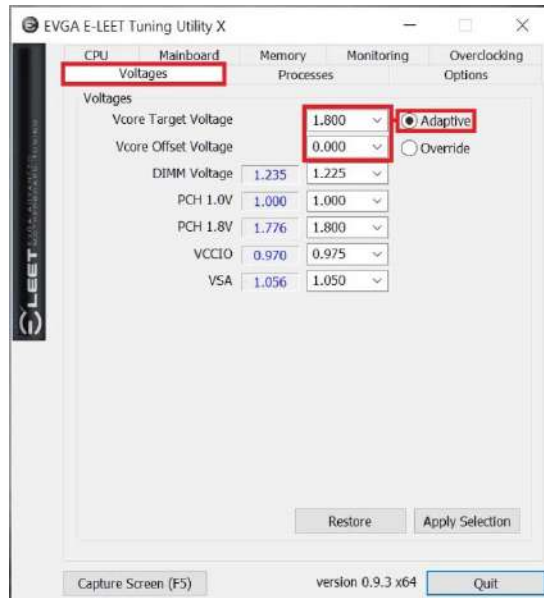 EVGA E-LEET Tuning Utility X
CPU Mainboard Memory Monitoring Overclocking
Voltages Processes Options
Voltages
Vcore Target Voltage 1.800 Adaptive
Vcore Offset Voltage 0.000 Override
DIMM Voltage 1.235 1.225
PCH 1.0V 1.000 1.000
PCH 1.8V 1.776 1.800
VCCIO 0.970 0.975
VSA 1.056 1.050
Restore Apply Selection
Capture Screen (F5) version 0.9.3 x64 Quit
ELEET